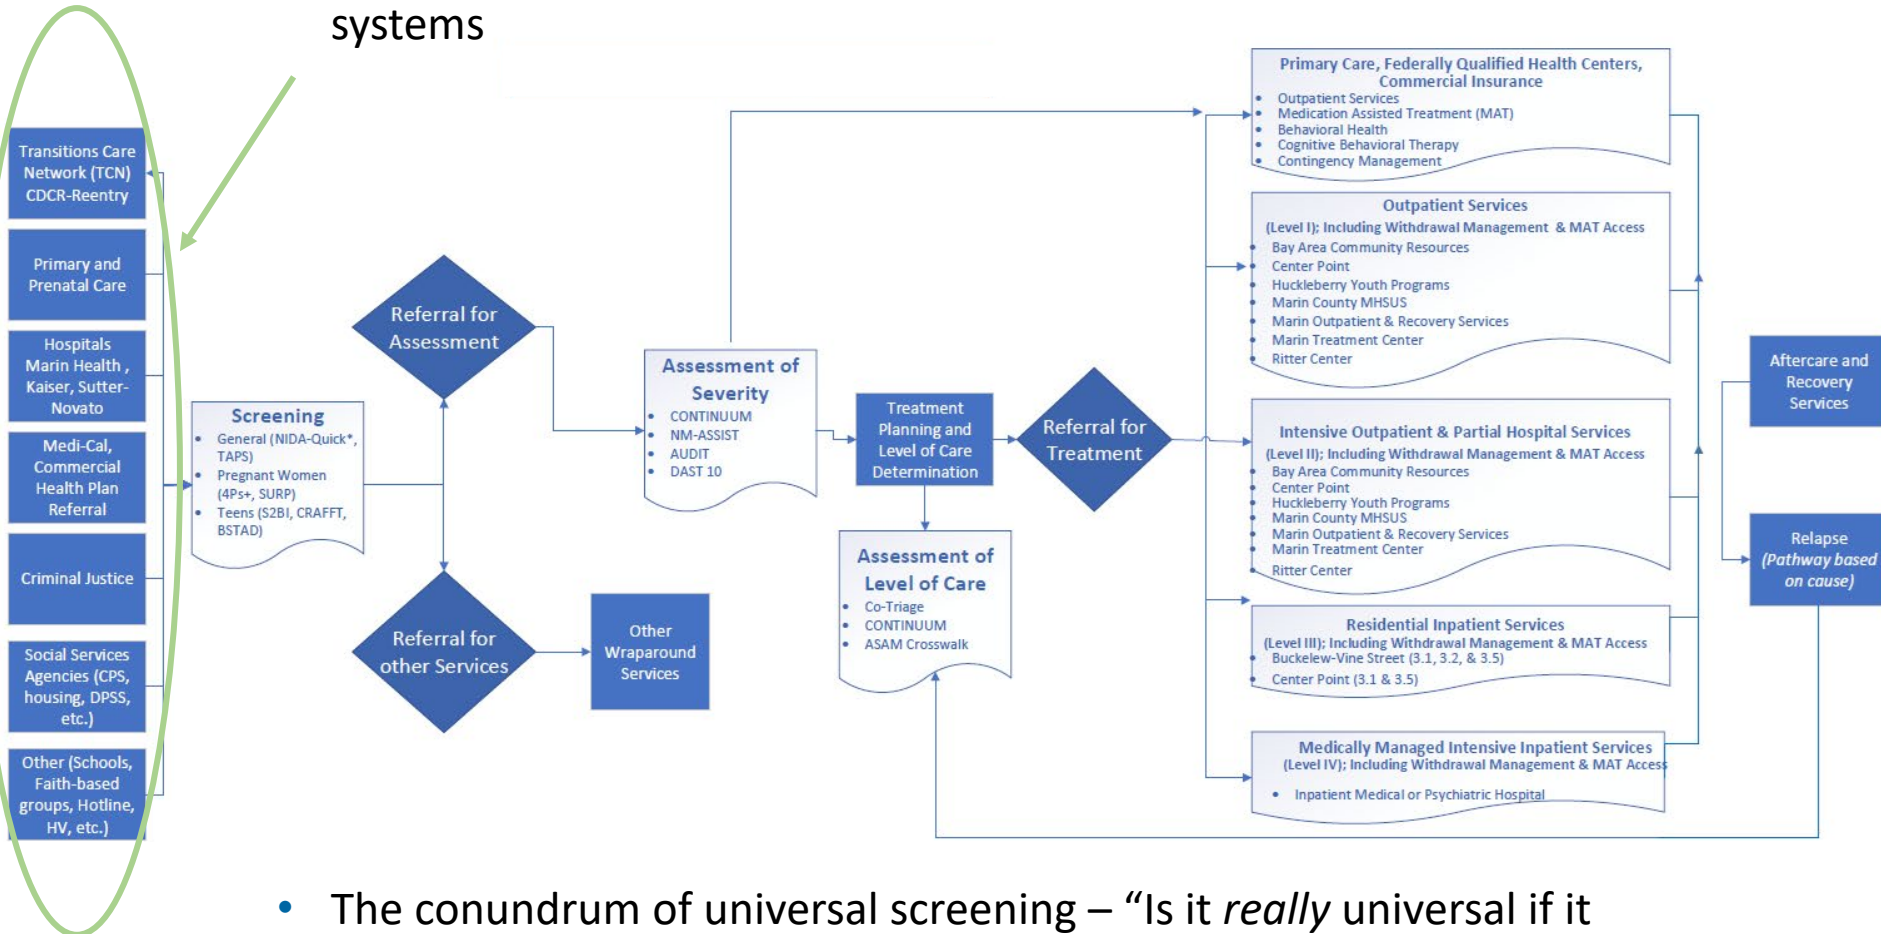 systems
Transitions Care
Network (TCN)
CDCR-Reentry
Primary and
Prenatal Care
Hospitals
Marin Health ,
Kaiser, Sutter-
Novato
Medi-Cal,
Commercial
Health Plan
Referral
Criminal Justice
Social Services
Agencies (CPS,
housing, DPSS,
etc.)
Other (Schools,
Faith-based
groups, Hotline,
HV, etc.)
Screening
• General (NIDA-Quick*,
TAPS)
• Pregnant Women
(4Ps+, SURP)
• Teens (S2BI, CRAFFT,
BSTAD)
Referral for
Assessment
Referral for
other Services
Other
Wraparound
Services
Assessment of
Severity
• CONTINUUM
• NM-ASSIST
• AUDIT
• DAST 10
Treatment
Planning and
Level of Care
Determination
Assessment of
Level of Care
• Co-Triage
• CONTINUUM
• ASAM Crosswalk
Referral for
Treatment
Primary Care, Federally Qualified Health Centers,
Commercial Insurance
• Outpatient Services
• Medication Assisted Treatment (MAT)
• Behavioral Health
• Cognitive Behavioral Therapy
• Contingency Management
Outpatient Services
(Level I); Including Withdrawal Management & MAT Access
• Bay Area Community Resources
• Center Point
• Huckleberry Youth Programs
• Marin County MHSUS
• Marin Outpatient & Recovery Services
• Marin Treatment Center
• Ritter Center
Intensive Outpatient & Partial Hospital Services
(Level II); Including Withdrawal Management & MAT Access
• Bay Area Community Resources
• Center Point
• Huckleberry Youth Programs
• Marin County MHSUS
• Marin Outpatient & Recovery Services
• Marin Treatment Center
• Ritter Center
Residential Inpatient Services
(Level III); Including Withdrawal Management & MAT Access
• Buckelew-Vine Street (3.1, 3.2, & 3.5)
• Center Point (3.1 & 3.5)
Medically Managed Intensive Inpatient Services
(Level IV); Including Withdrawal Management & MAT Access
• Inpatient Medical or Psychiatric Hospital
Aftercare and
Recovery
Services
Relapse
(Pathway based
on cause)
• The conundrum of universal screening – “Is it really universal if it